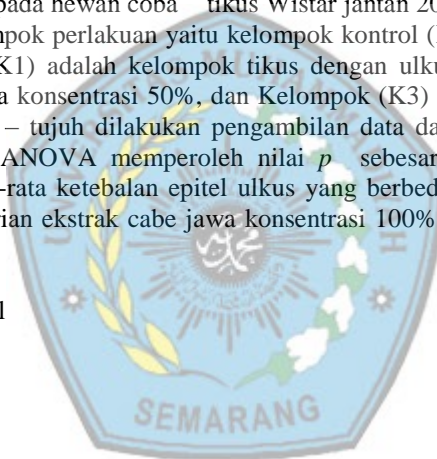 pada hewan coba tikus Wistar jantan 20
mpok perlakuan yaitu kelompok kontrol (
K1) adalah kelompok tikus dengan ulku
a konsentrasi 50%, dan Kelompok (K3)
– tujuh dilakukan pengambilan data da
ANOVA memperoleh nilai p sebesar
-rata ketebalan epitel ulkus yang berbed
rian ekstrak cabe jawa konsentrasi 100%
l
SEMARANG